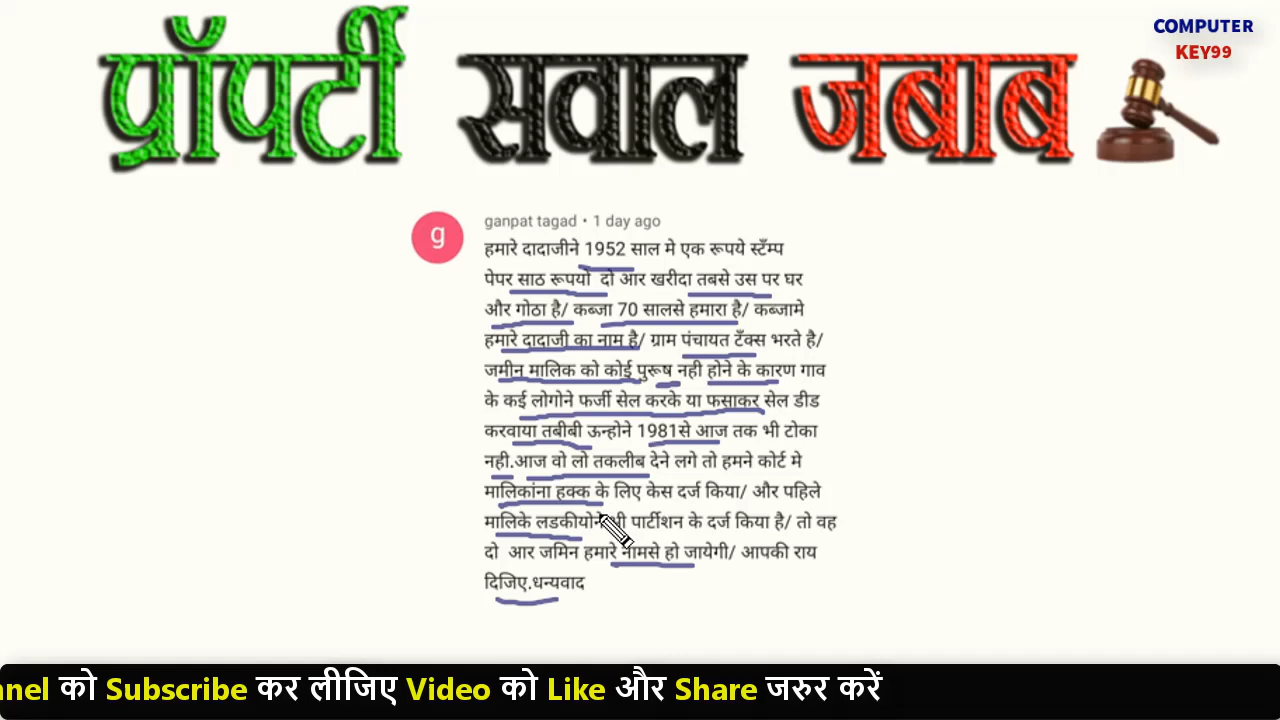 COMPUTER
KEY99
प्रॉपर्टी सवाल जबाब
g
ganpat tagad • 1 day ago
हमारे दादाजीने 1952 साल मे एक रूपये स्टँम्प
पेपर साठ रूपयो दो आर खरीदा तबसे उस पर घर
और गोठा है/ कब्जा 70 सालसे हमारा है/ कब्जामे
हमारे दादाजी का नाम है/ ग्राम पंचायत टँक्स भरते है/
जमीन मालिक को कोई पुरूष नही होने के कारण गाव
के कई लोगोने फर्जी सेल करके या फसाकर सेल डीड
करवाया तबीबी ऊन्होने 1981से आज तक भी टोका
नही.आज वो लो तकलीब देने लगे तो हमने कोर्ट मे
मालिकांना हक्क के लिए केस दर्ज किया/ और पहिले
मालिके लडकीयोने भी पार्टीशन के दर्ज किया है/ तो वह
दो आर जमिन हमारे नामसे हो जायेगी/ आपकी राय
दिजिए.धन्यवाद
nnel को Subscribe कर लीजिए Video को Like और Share जरुर करें